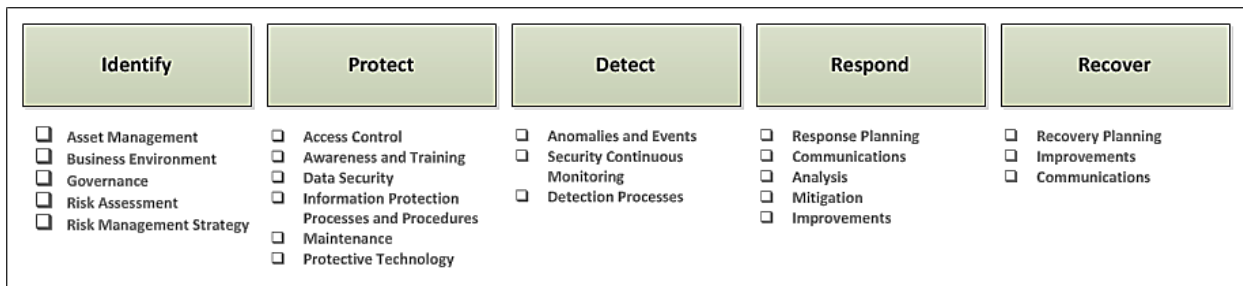 Identify
Asset Management
Business Environment
Governance
Risk Assessment
Risk Management Strategy
Protect
Access Control
Awareness and Training
Data Security
Information Protection
Processes and Procedures
Maintenance
Protective Technology
Detect
Anomalies and Events
Security Continuous
Monitoring
Detection Processes
Respond
Response Planning
Communications
Analysis
Mitigation
Improvements
Recover
Recovery Planning
Improvements
Communications